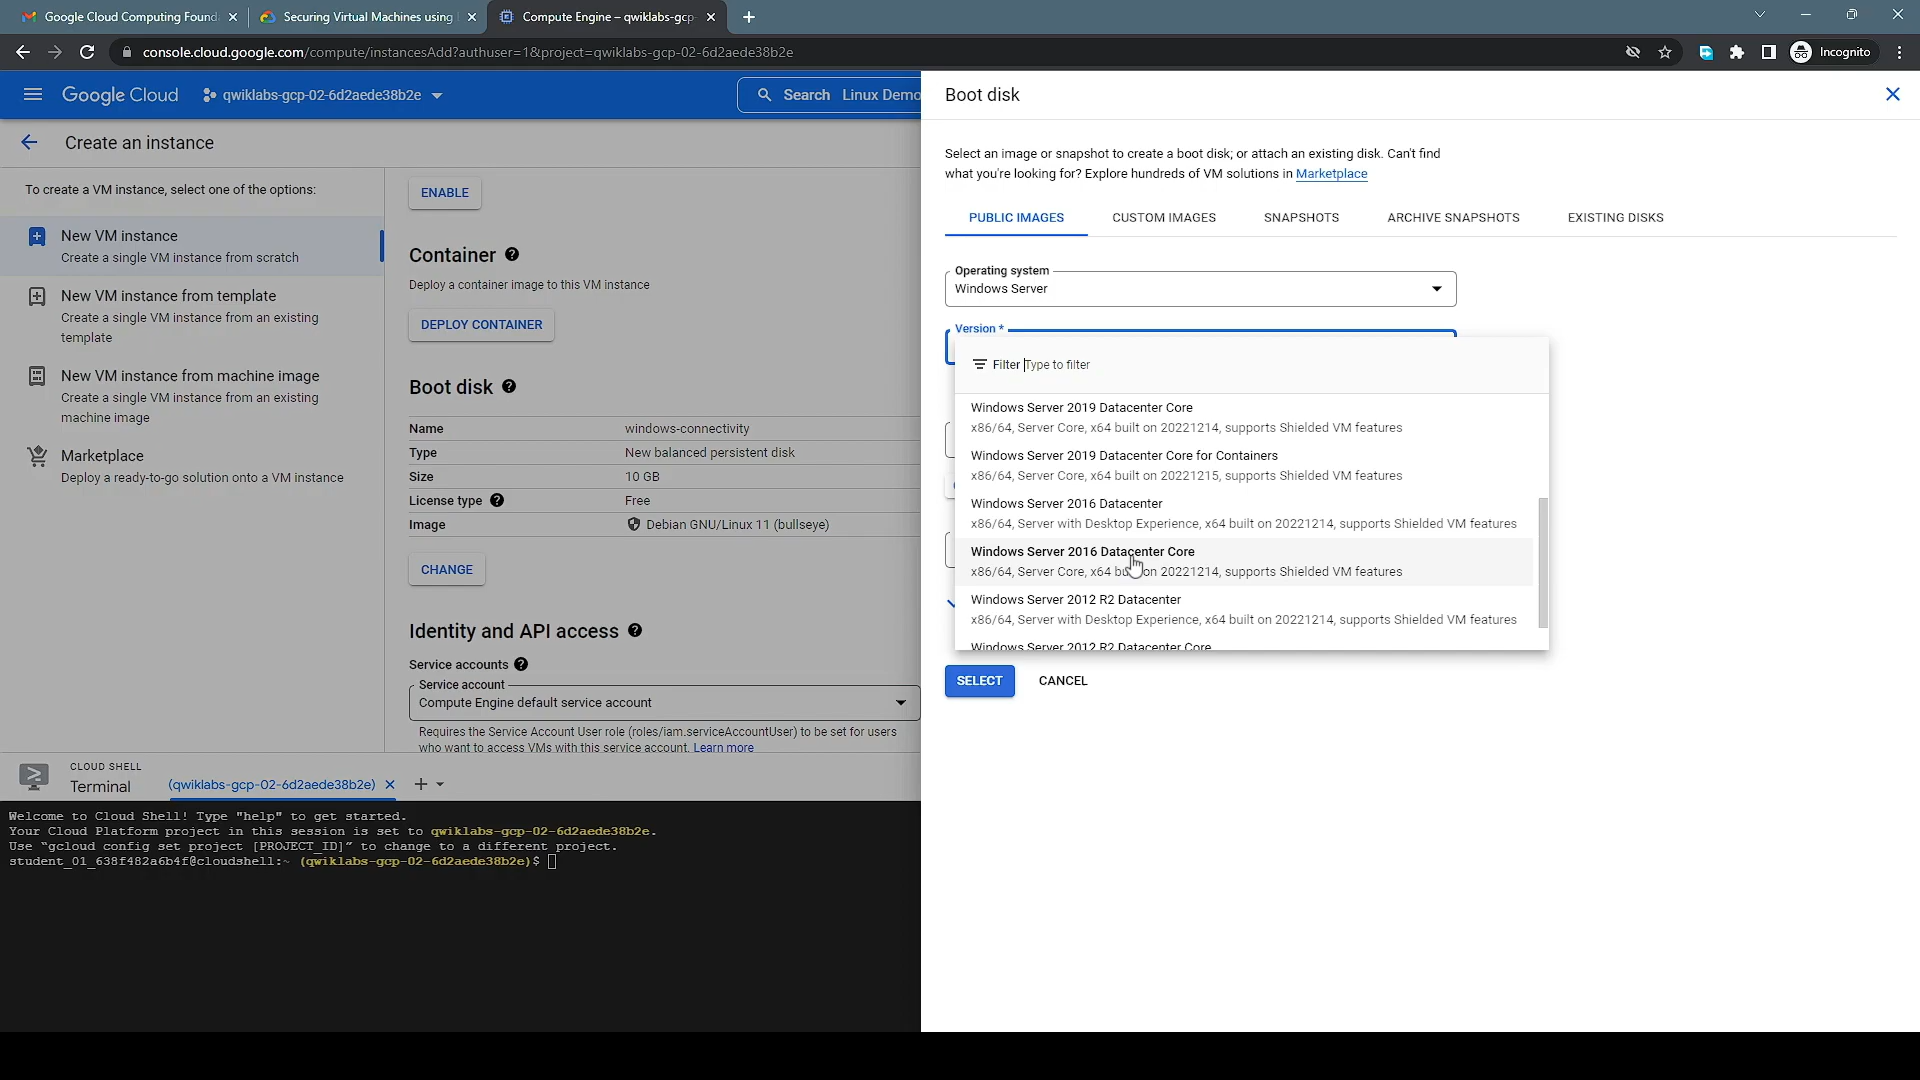 Google Cloud Computing Found
Securing Virtual Machines using
Compute Engine – qwiklabs-gcp-
console.cloud.google.com/compute/instancesAdd?authuser=1&project=qwiklabs-gcp-02-6d2aede38b2e
Incognito
Google Cloud
qwiklabs-gcp-02-6d2aede38b2e
Search Linux Demo
Create an instance
To create a VM instance, select one of the options:
New VM instance
Create a single VM instance from scratch
New VM instance from template
Create a single VM instance from an existing
template
New VM instance from machine image
Create a single VM instance from an existing
machine image
Marketplace
Deploy a ready-to-go solution onto a VM instance
ENABLE
Container
Deploy a container image to this VM instance
DEPLOY CONTAINER
Boot disk
Name windows-connectivity
Type New balanced persistent disk
Size 10 GB
License type Free
Image Debian GNU/Linux 11 (bullseye)
CHANGE
Identity and API access
Service accounts
Service account
Compute Engine default service account
Requires the Service Account User role (roles/iam.serviceAccountUser) to be set for users
who want to access VMs with this service account. Learn more
CLOUD SHELL
Terminal
(qwiklabs-gcp-02-6d2aede38b2e)
Welcome to Cloud Shell! Type "help" to get started.
Your Cloud Platform project in this session is set to qwiklabs-gcp-02-6d2aede38b2e.
Use "gcloud config set project [PROJECT_ID]" to change to a different project.
student_01_638f482a6b4f@cloudshell:~ (qwiklabs-gcp-02-6d2aede38b2e)$
Boot disk
Select an image or snapshot to create a boot disk; or attach an existing disk. Can't find
what you're looking for? Explore hundreds of VM solutions in Marketplace
PUBLIC IMAGES
CUSTOM IMAGES
SNAPSHOTS
ARCHIVE SNAPSHOTS
EXISTING DISKS
Operating system
Windows Server
Version *
Filter Type to filter
Windows Server 2019 Datacenter Core
x86/64, Server Core, x64 built on 20221214, supports Shielded VM features
Windows Server 2019 Datacenter Core for Containers
x86/64, Server Core, x64 built on 20221215, supports Shielded VM features
Windows Server 2016 Datacenter
x86/64, Server with Desktop Experience, x64 built on 20221214, supports Shielded VM features
Windows Server 2016 Datacenter Core
x86/64, Server Core, x64 built on 20221214, supports Shielded VM features
Windows Server 2012 R2 Datacenter
x86/64, Server with Desktop Experience, x64 built on 20221214, supports Shielded VM features
Windows Server 2012 R2 Datacenter Core
SELECT
CANCEL